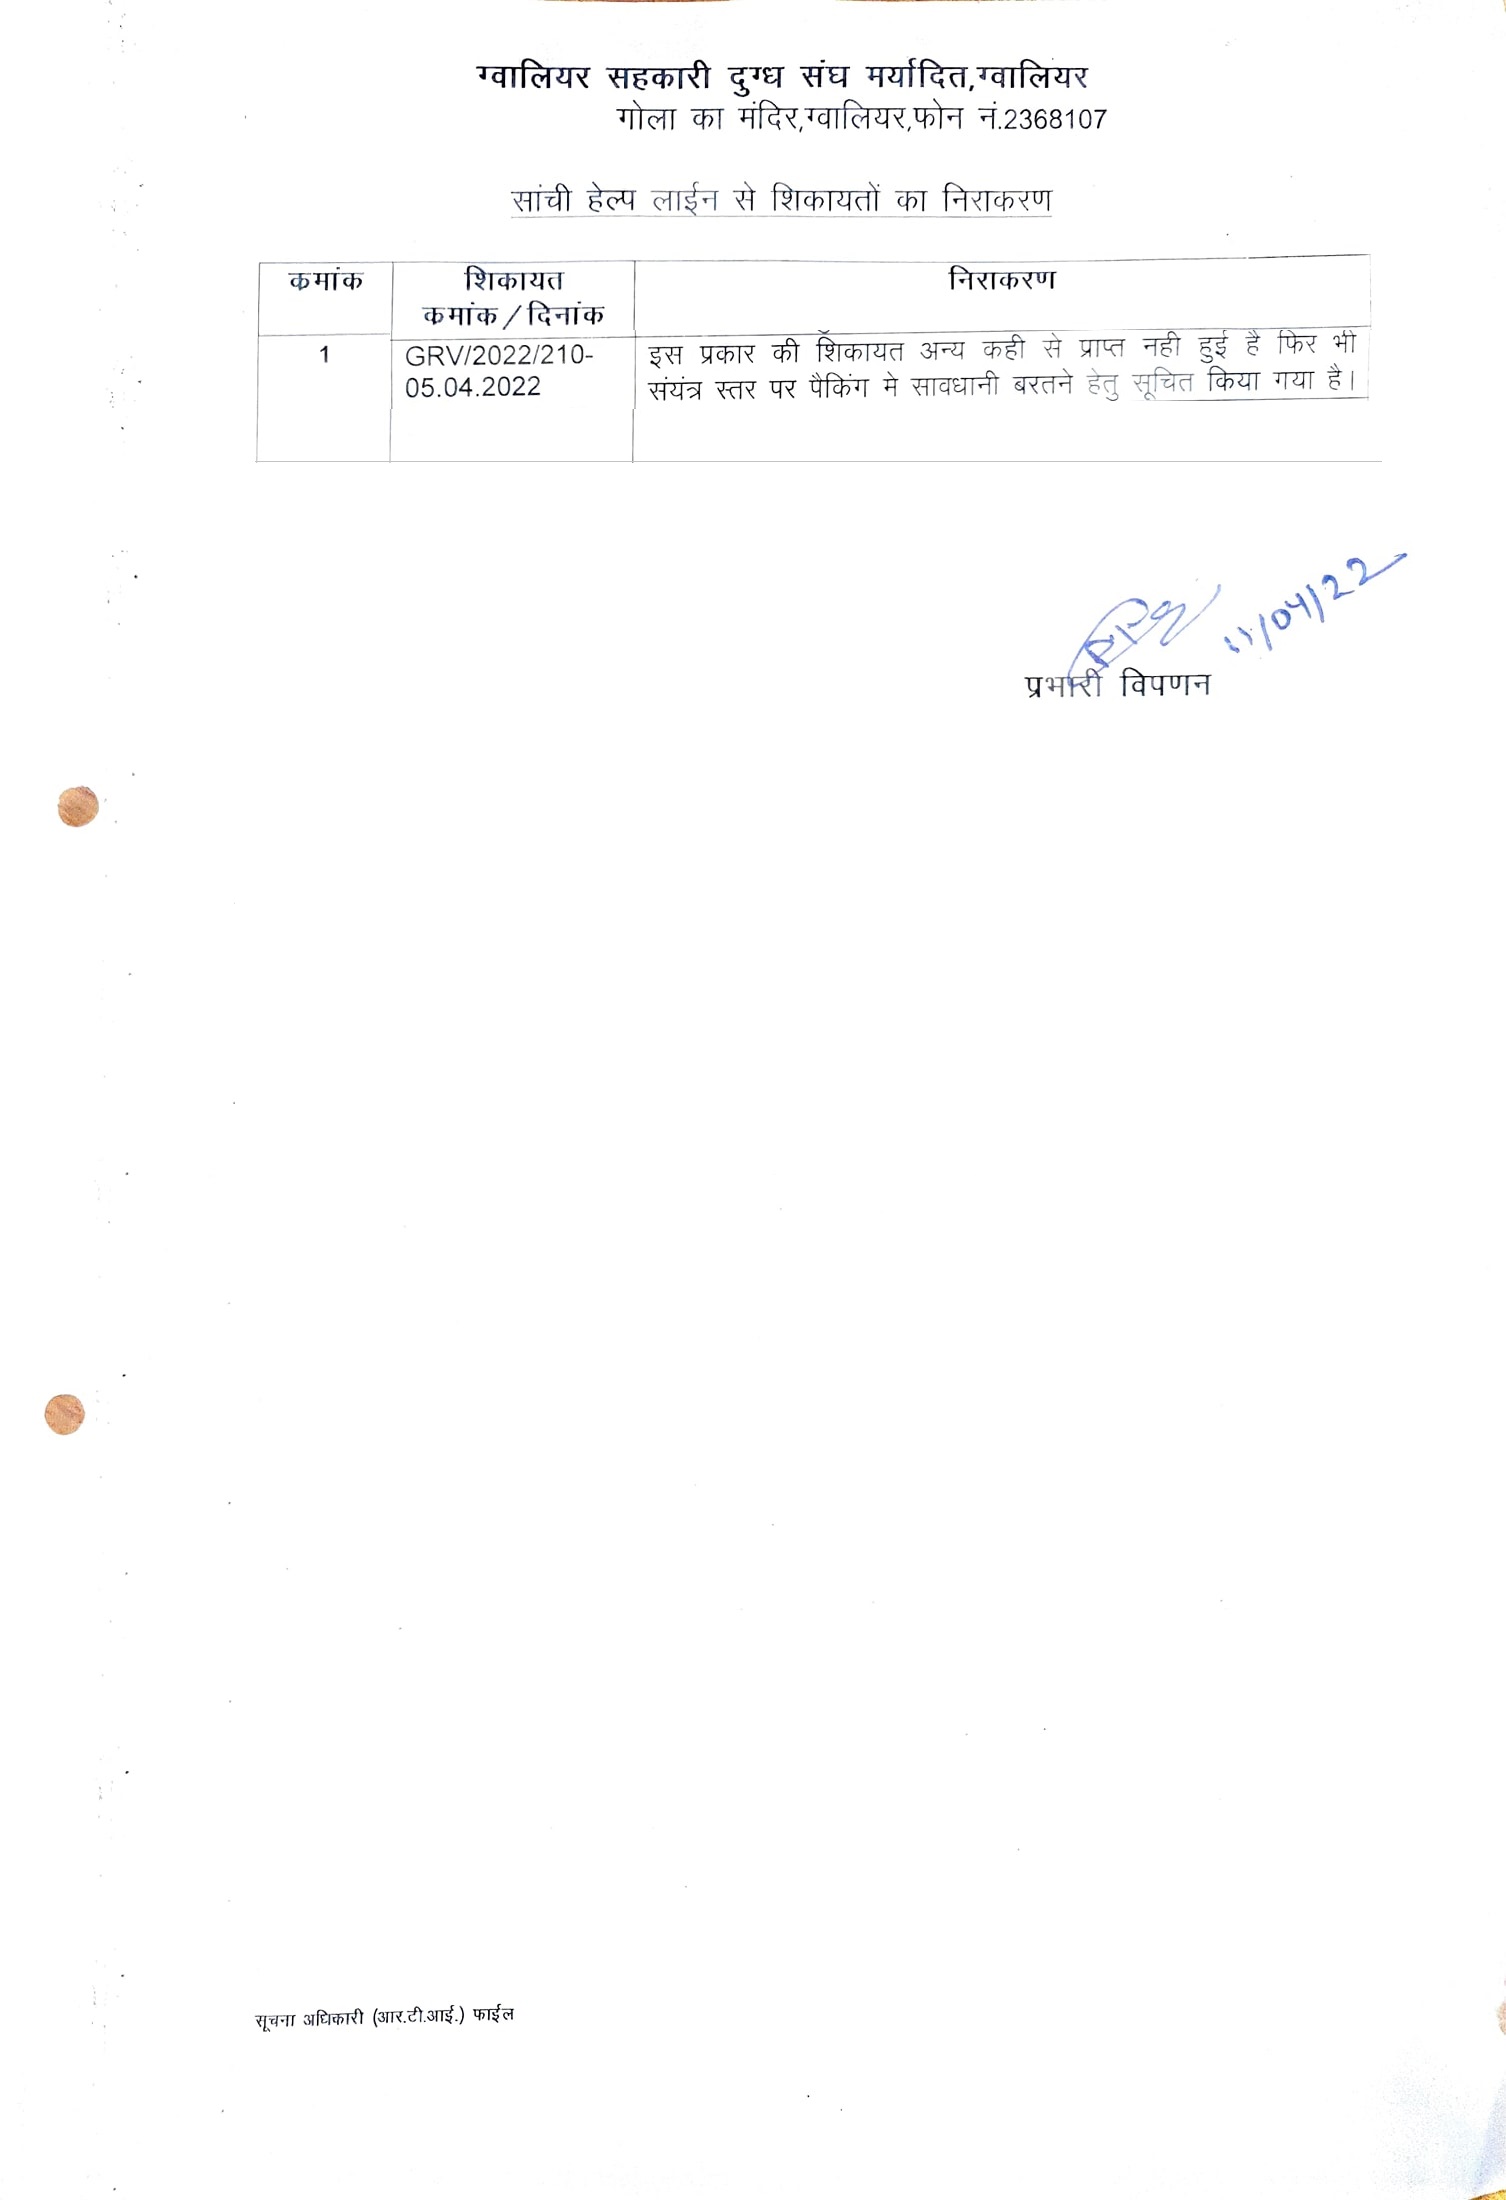 ग्वालियर सहकारी दुग्ध संघ मर्यादित,ग्वालियर
गोला का मंदिर,ग्वालियर,फोन नं.2368107
सांची हेल्प लाईन से शिकायतों का निराकरण
कमांक
शिकायत
कमांक / दिनांक
निराकरण
1
GRV/2022/210-
05.04.2022
इस प्रकार की शिकायत अन्य कही से प्राप्त नही हुई है फिर भी
संयंत्र स्तर पर पैकिंग मे सावधानी बरतने हेतु सूचित किया गया है।
11/04/22
प्रभारी विपणन
सूचना अधिकारी (आर.टी.आई.) फाईल